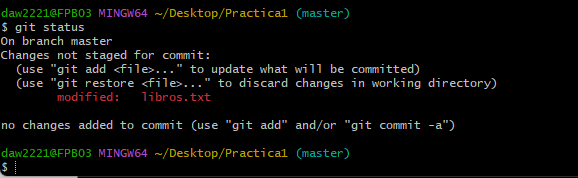 daw2221@FPB03 MINGW64 ~/Desktop/Practica1 (master)
$ git status
On branch master
Changes not staged for commit:
  (use "git add <file>..." to update what will be committed)
  (use "git restore <file>..." to discard changes in working directory)
        modified:   libros.txt

no changes added to commit (use "git add" and/or "git commit -a")

daw2221@FPB03 MINGW64 ~/Desktop/Practica1 (master)
$